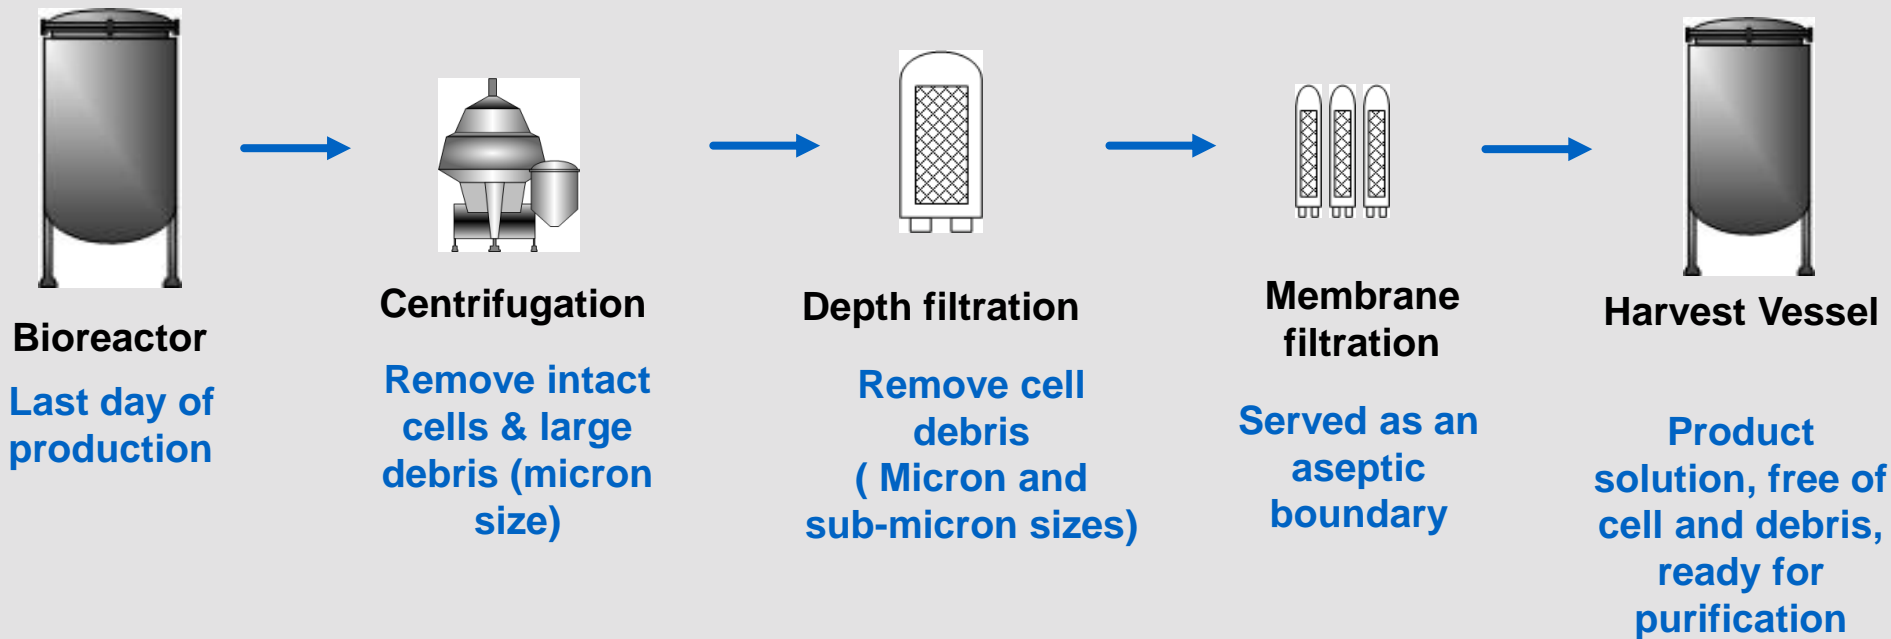 Bioreactor
Last day of
production
Centrifugation
Remove intact
cells & large
debris (micron
size)
Depth filtration
Remove cell
debris
( Micron and
sub-micron sizes)
Membrane
filtration
Served as an
aseptic
boundary
Harvest Vessel
Product
solution, free of
cell and debris,
ready for
purification